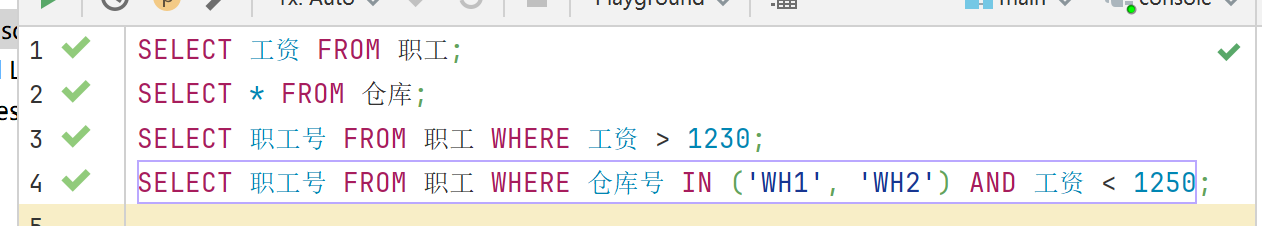 Tx: Auto
Playground
main
console
1 SELECT 工资 FROM 职工;
2 SELECT * FROM 仓库;
3 SELECT 职工号 FROM 职工 WHERE 工资 > 1230;
4 SELECT 职工号 FROM 职工 WHERE 仓库号 IN ('WH1', 'WH2') AND 工资 < 1250;
5